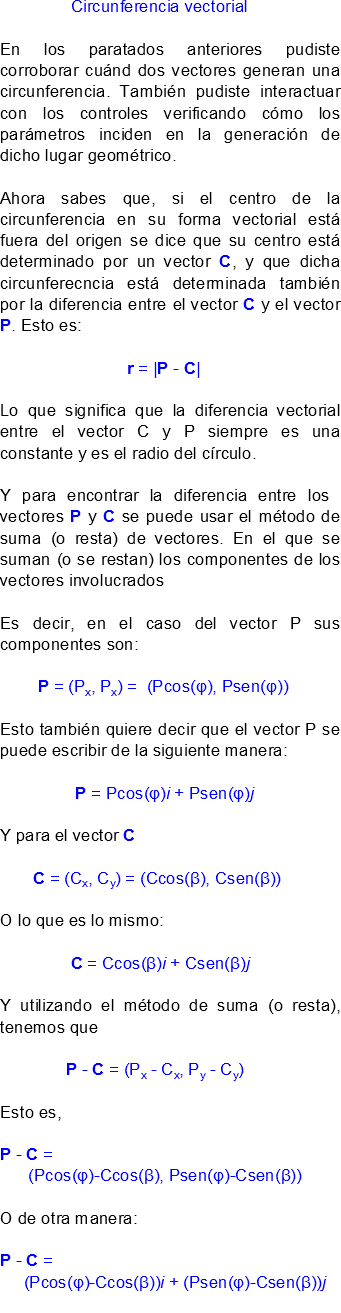 Circunferencia vectorial
En los paratados anteriores pudiste
corroborar cuánd dos vectores generan una
circunferencia. También pudiste interactuar
con los controles verificando cómo los
parámetros inciden en la generación de
dicho lugar geométrico.
Ahora sabes que, si el centro de la
circunferencia en su forma vectorial está
fuera del origen se dice que su centro está
determinado por un vector C, y que dicha
circunferecncia está determinada también
por la diferencia entre el vector C y el vector
P. Esto es:
r = |P - C|
Lo que significa que la diferencia vectorial
entre el vector C y P siempre es una
constante y es el radio del círculo.
Y para encontrar la diferencia entre los
vectores P y C se puede usar el método de
suma (o resta) de vectores. En el que se
suman (o se restan) los componentes de los
vectores involucrados
Es decir, en el caso del vector P sus
componentes son:
P = (Pₓ, Pₓ) = (Pcos(φ), Psen(φ))
Esto también quiere decir que el vector P se
puede escribir de la siguiente manera:
P = Pcos(φ)i + Psen(φ)j
Y para el vector C
C = (Cₓ, C_y) = (Ccos(β), Csen(β))
O lo que es lo mismo:
C = Ccos(β)i + Csen(β)j
Y utilizando el método de suma (o resta),
tenemos que
P - C = (Pₓ - Cₓ, P_y - C_y)
Esto es,
P - C =
(Pcos(φ)-Ccos(β), Psen(φ)-Csen(β))
O de otra manera:
P - C =
(Pcos(φ)-Ccos(β))i + (Psen(φ)-Csen(β))j